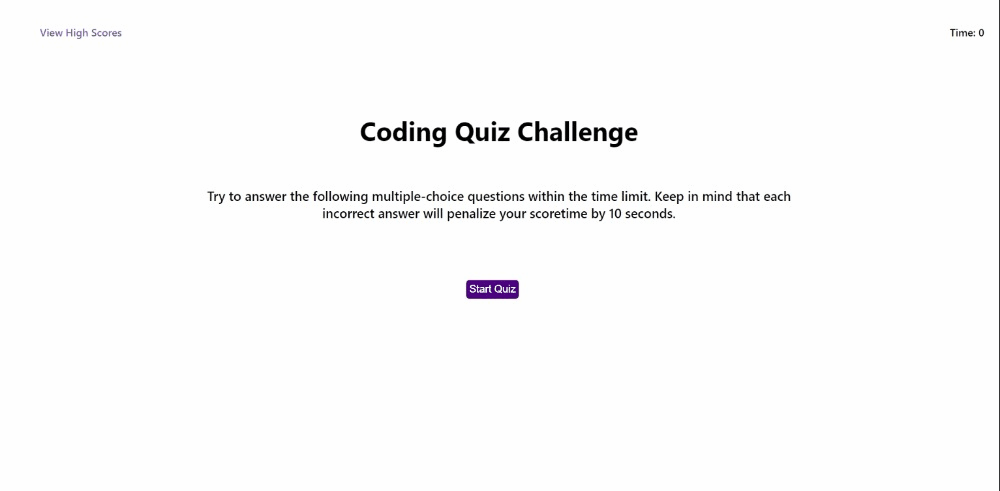 View High Scores
Time: 0
Coding Quiz Challenge
Try to answer the following multiple-choice questions within the time limit. Keep in mind that each
incorrect answer will penalize your scoretime by 10 seconds.
Start Quiz